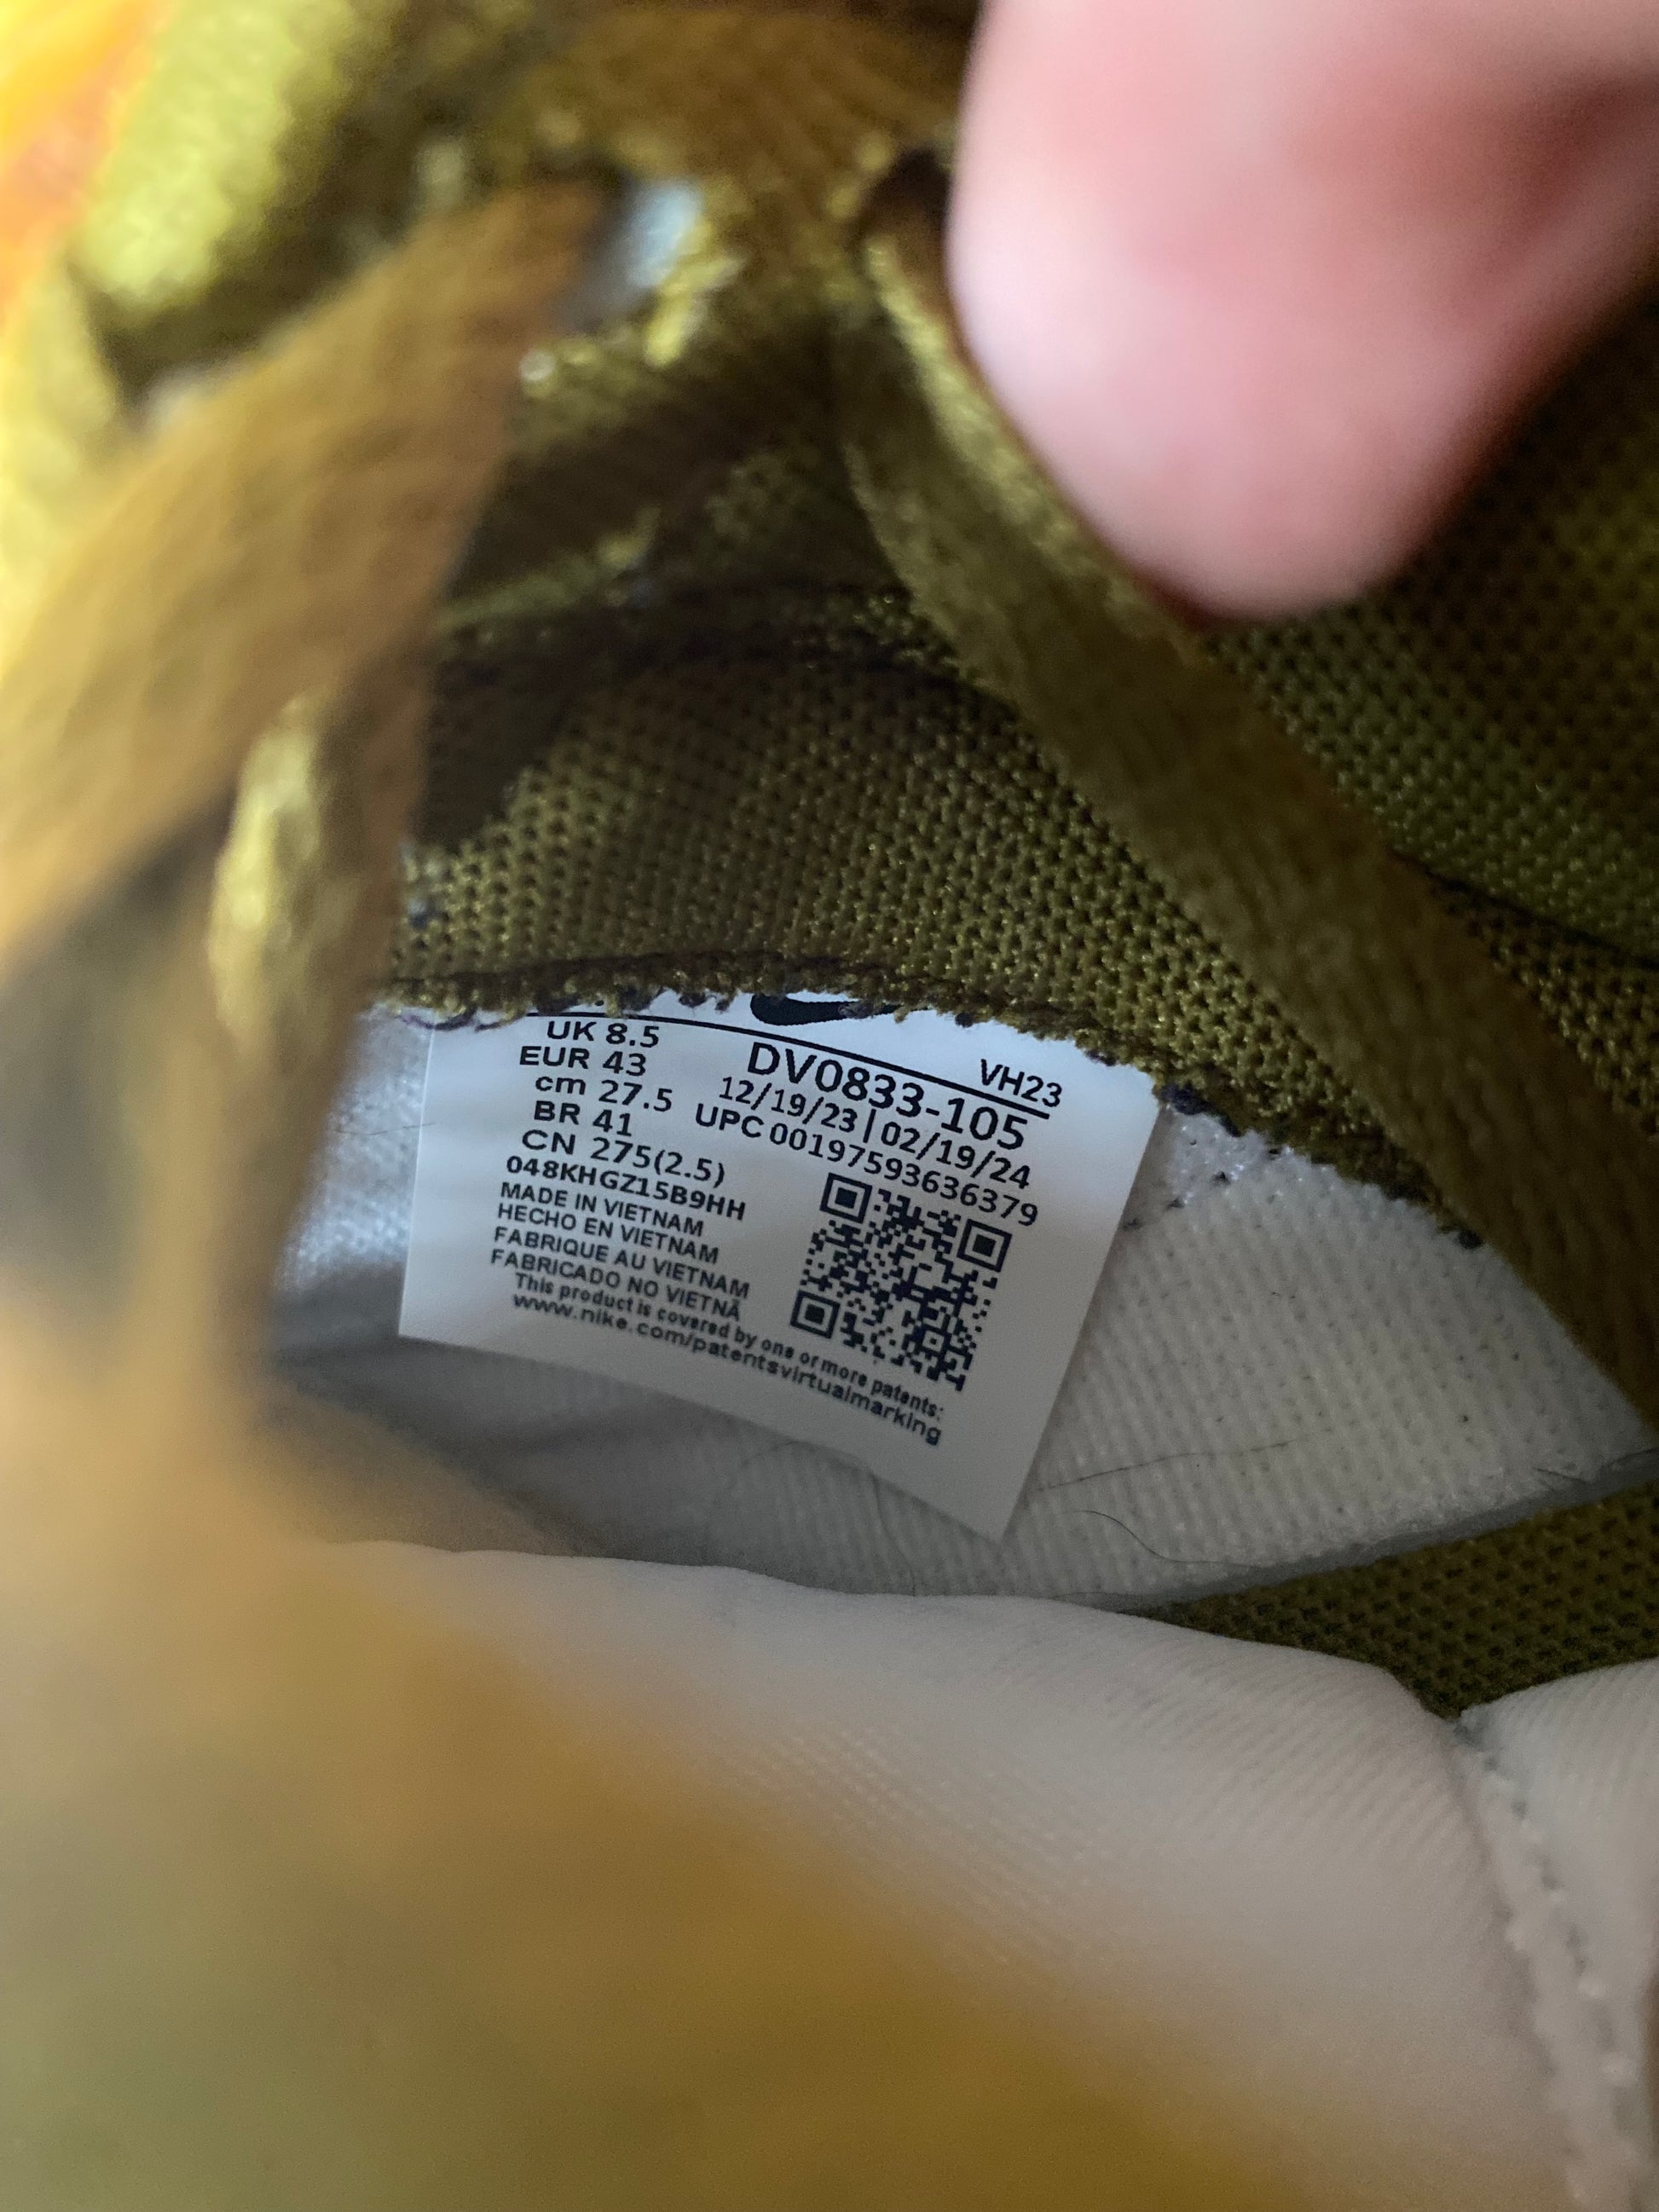 UK 8.5
EUR 43
cm 27.5
BR 41
CN 275(2.5)
048KHGZ15B9HH
MADE IN VIETNAM
HECHO EN VIETNAM
FABRIQUE AU VIETNAM
FABRICADO NO VIETNÃ
This product is covered by one or more patents:
www.nike.com/patentsvirtualmarking
VH23
DV0833-105
12/19/23 | 02/19/24
UPC 00197593636379